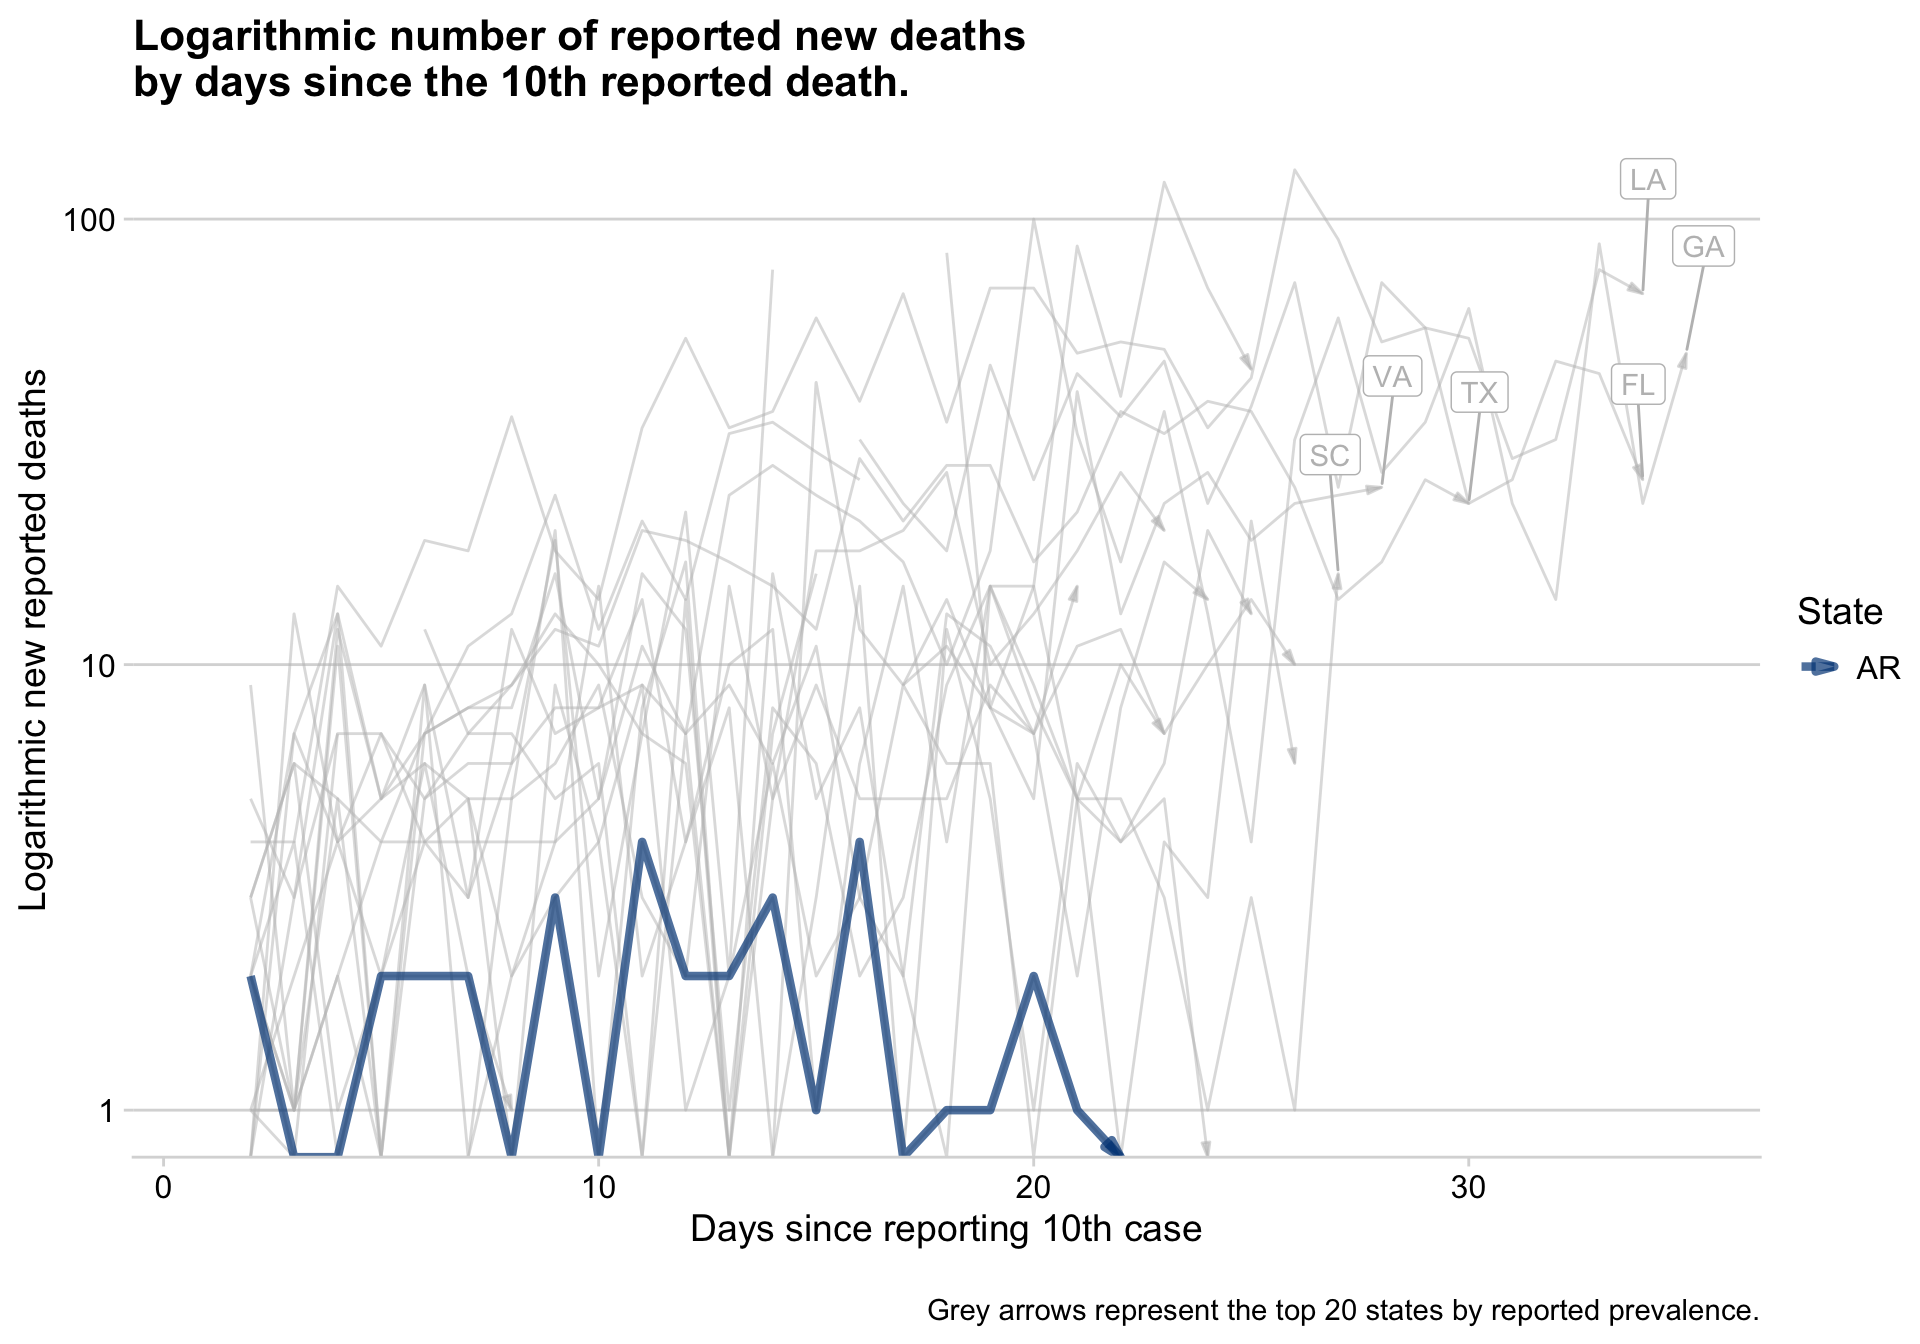 Logarithmic number of reported new deaths
by days since the 10th reported death.
LA
100
GA
VA
TX
FL
SC
Logarithmic new reported deaths
State
AR
10
1
0
10
20
30
Days since reporting 10th case
Grey arrows represent the top 20 states by reported prevalence.